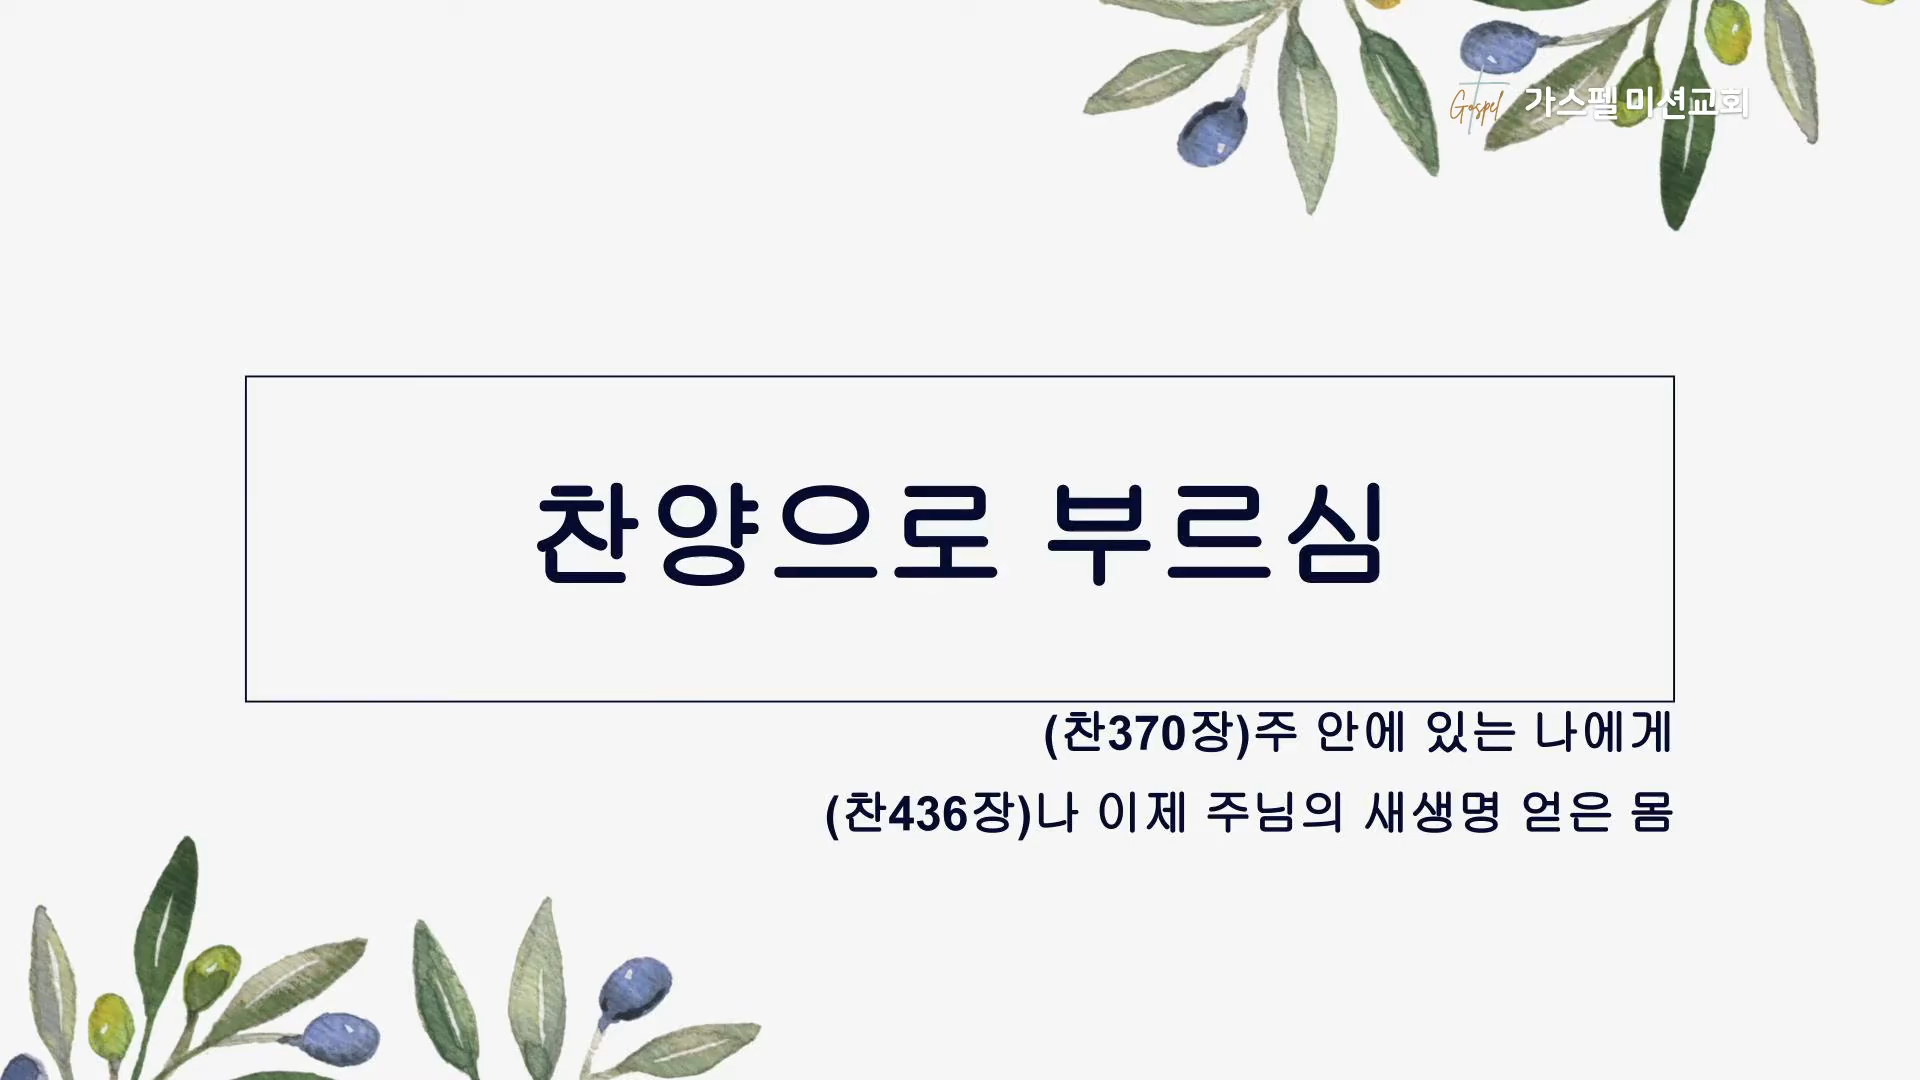 Gospel 가스펠 미션교회
찬양으로 부르심
(찬370장)주 안에 있는 나에게
(찬436장)나 이제 주님의 새생명 얻은 몸